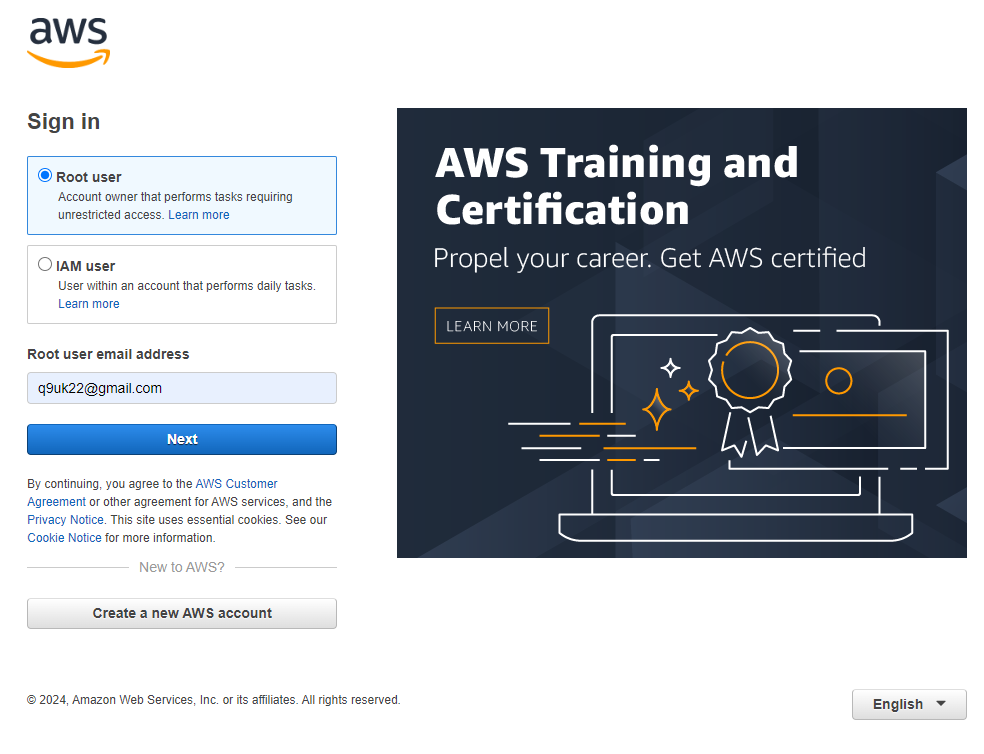 aws
Sign in
Root user
Account owner that performs tasks requiring
unrestricted access. Learn more
IAM user
User within an account that performs daily tasks.
Learn more
Root user email address
q9uk22@gmail.com
Next
By continuing, you agree to the AWS Customer
Agreement or other agreement for AWS services, and the
Privacy Notice. This site uses essential cookies. See our
Cookie Notice for more information.
New to AWS?
Create a new AWS account
AWS Training and
Certification
Propel your career. Get AWS certified
LEARN MORE
© 2024, Amazon Web Services, Inc. or its affiliates. All rights reserved.
English